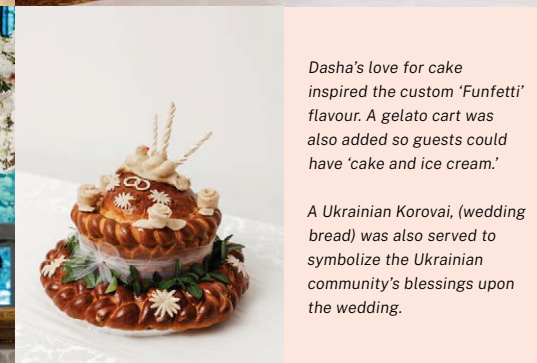 Dasha's love for cake
inspired the custom 'Funfetti'
flavour. A gelato cart was
also added so guests could
have 'cake and ice cream.'
A Ukrainian Korovai, (wedding
bread) was also served to
symbolize the Ukrainian
community's blessings upon
the wedding.